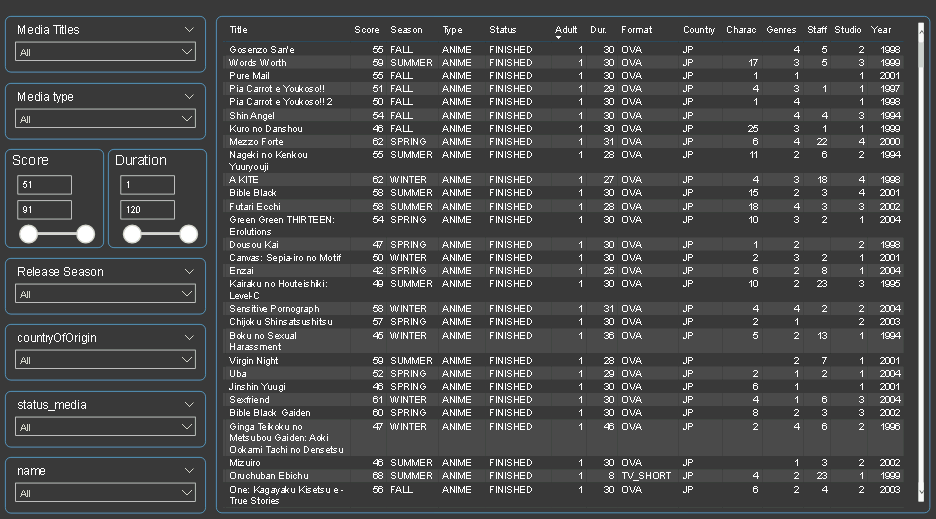 Media Titles
All
Media type
All
Score
51
91
Duration
1
120
Release Season
All
countryOfOrigin
All
status_media
All
name
All
Title Score Season Type Status Adult Dur. Format Country Charac Genres Staff Studio Year
Gosenzo San'e 55 FALL ANIME FINISHED 1 30 OVA JP 4 5 2 1998
Words Worth 59 SUMMER ANIME FINISHED 1 30 OVA JP 17 3 5 3 1999
Pure Mail 55 FALL ANIME FINISHED 1 30 OVA JP 1 1 1 2001
Pia Carrot e Youkoso!! 51 FALL ANIME FINISHED 1 29 OVA JP 4 3 1 1 1997
Pia Carrot e Youkoso!! 2 50 FALL ANIME FINISHED 1 30 OVA JP 1 4 1 1998
Shin Angel 54 FALL ANIME FINISHED 1 30 OVA JP 4 4 3 1994
Kuro no Danshou 46 FALL ANIME FINISHED 1 30 OVA JP 25 3 1 1 1999
Mezzo Forte 62 SPRING ANIME FINISHED 1 31 OVA JP 6 4 22 4 2000
Nageki no Kenkou 55 SUMMER ANIME FINISHED 1 28 OVA JP 11 2 6 2 1994
Yuuryouji
A KITE 62 WINTER ANIME FINISHED 1 27 OVA JP 4 3 18 4 1998
Bible Black 58 SUMMER ANIME FINISHED 1 30 OVA JP 15 2 3 4 2001
Futari Ecchi 58 SUMMER ANIME FINISHED 1 28 OVA JP 18 4 3 3 2002
Green Green THIRTEEN: 54 SPRING ANIME FINISHED 1 30 OVA JP 10 3 2 1 2004
Erolutions
Dousou Kai 47 SPRING ANIME FINISHED 1 30 OVA JP 1 2 2 1998
Canvas: Sepia-iro no Motif 50 WINTER ANIME FINISHED 1 30 OVA JP 2 3 2 1 2001
Enzai 42 SPRING ANIME FINISHED 1 25 OVA JP 6 2 8 1 2004
Kairaku no Houteishiki: 49 SUMMER ANIME FINISHED 1 30 OVA JP 10 2 23 3 1995
Level-C
Sensitive Pornograph 58 WINTER ANIME FINISHED 1 31 OVA JP 4 4 2 2 2004
Chijoku Shinsatsushitsu 57 SPRING ANIME FINISHED 1 30 OVA JP 2 1 2 2003
Boku no Sexual 45 WINTER ANIME FINISHED 1 36 OVA JP 5 2 13 1 1994
Harassment
Virgin Night 59 SUMMER ANIME FINISHED 1 28 OVA JP 2 7 1 2001
Uba 52 SPRING ANIME FINISHED 1 29 OVA JP 2 1 2 1 2004
Jinshin Yuugi 46 SPRING ANIME FINISHED 1 30 OVA JP 6 1 1 2001
Sexfriend 61 WINTER ANIME FINISHED 1 30 OVA JP 4 1 6 3 2004
Bible Black Gaiden 60 SPRING ANIME FINISHED 1 30 OVA JP 8 2 3 3 2002
Ginga Teikoku no 47 WINTER ANIME FINISHED 1 46 OVA JP 2 4 6 2 1996
Metsubou Gaiden: Aoki
Ookami Tachi no Densetsu
Mizuiro 46 SUMMER ANIME FINISHED 1 30 OVA JP 1 3 2 2002
Oruchuban Ebichu 68 SUMMER ANIME FINISHED 1 8 TV_SHORT JP 4 2 23 1 1999
One: Kagayaku Kisetsu e - 56 FALL ANIME FINISHED 1 30 OVA JP 6 2 4 2 2003
True Stories